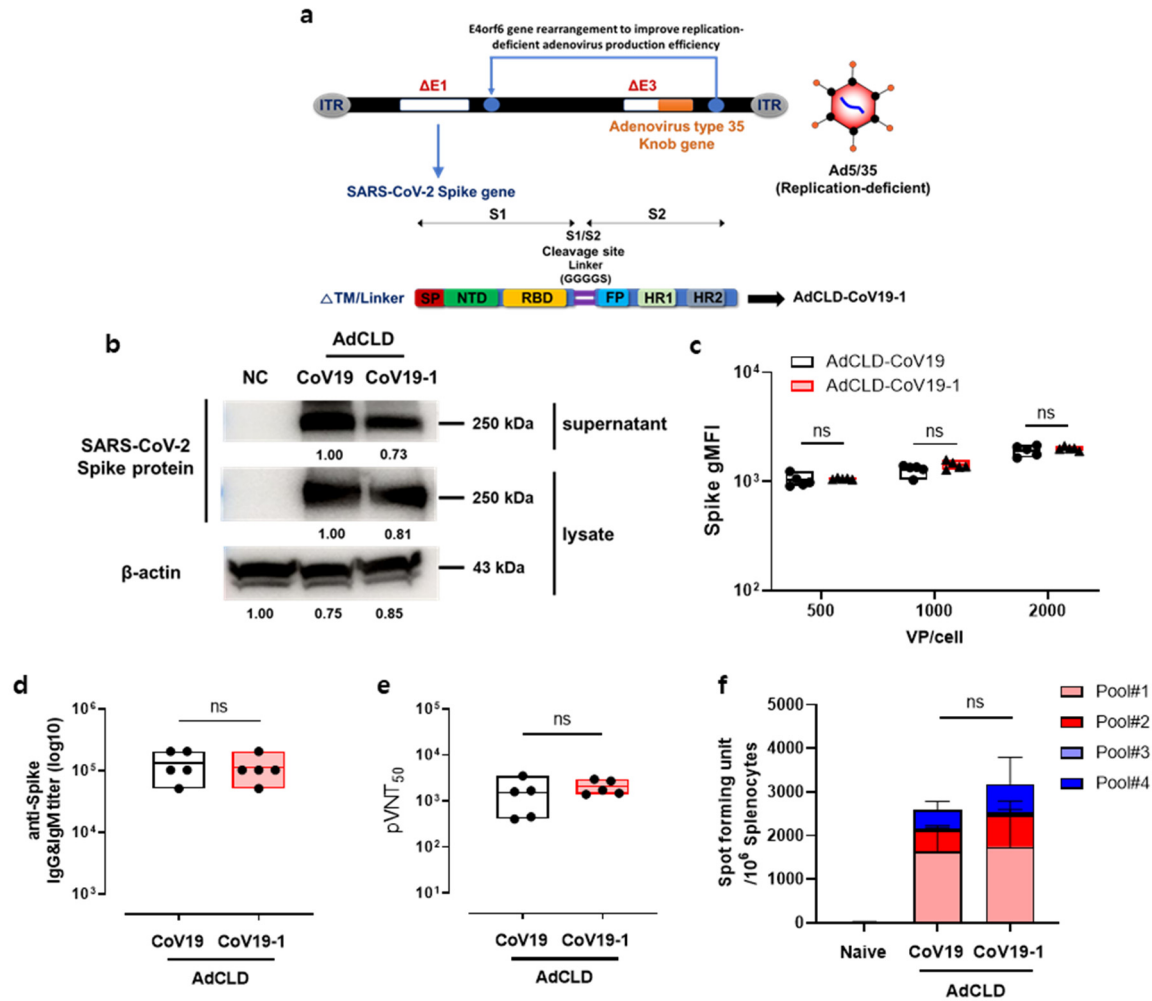 a
E4orf6 gene rearrangement to improve replication-
deficient adenovirus production efficiency
ΔE1
ΔE3
ITR
ITR
Adenovirus type 35
Knob gene
Ad5/35
(Replication-deficient)
SARS-CoV-2 Spike gene
S1
S2
S1/S2
Cleavage site
Linker
(GGGGS)
△TM/Linker
SP
NTD
RBD
FP
HR1
HR2
AdCLD-CoV19-1
b
AdCLD
NC
CoV19
CoV19-1
SARS-CoV-2
Spike protein
250 kDa
supernatant
1.00
0.73
250 kDa
1.00
0.81
lysate
β-actin
43 kDa
1.00
0.75
0.85
c
AdCLD-CoV19
AdCLD-CoV19-1
Spike gMFI
10⁴
10³
10²
ns
ns
ns
500
1000
2000
VP/cell
d
anti-Spike
IgG&IgM titer (log10)
10⁶
10⁵
10⁴
10³
ns
CoV19
CoV19-1
AdCLD
e
pVNT₅₀
10⁵
10⁴
10³
10²
10¹
ns
CoV19
CoV19-1
AdCLD
f
Spot forming unit
/10⁶ Splenocytes
5000
4000
3000
2000
1000
0
ns
Naive
CoV19
CoV19-1
AdCLD
Pool#1
Pool#2
Pool#3
Pool#4